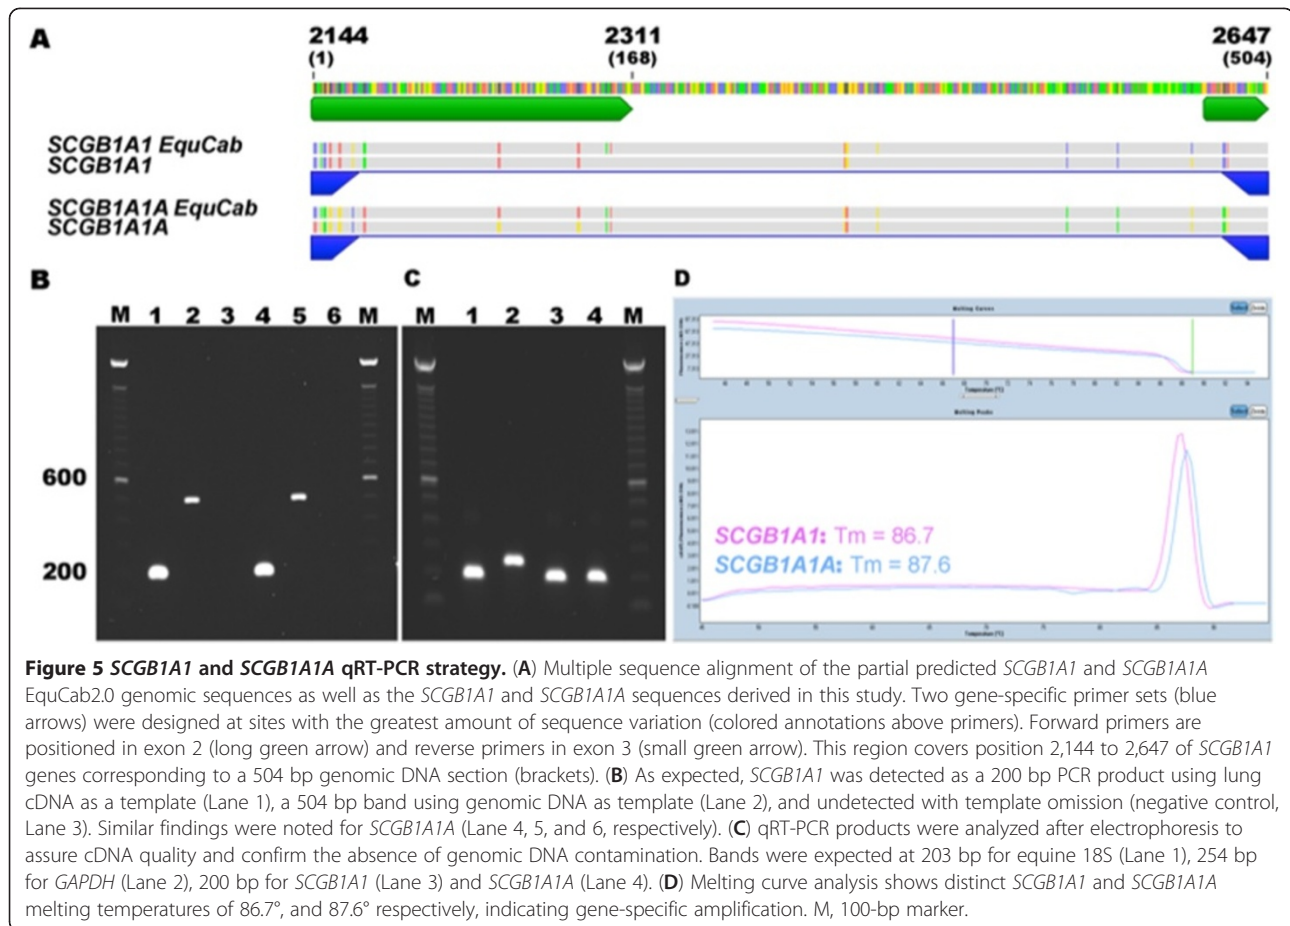 A
2144
(1)
2311
(168)
2647
(504)
SCGB1A1 EquCab
SCGB1A1
SCGB1A1A EquCab
SCGB1A1A
B
M 1 2 3 4 5 6 M
600
200
C
M 1 2 3 4 M
D
Melting Curves
Temperature (°C)
Melting Peaks
SCGB1A1: Tm = 86.7
SCGB1A1A: Tm = 87.6
Temperature (°C)
Figure 5 SCGB1A1 and SCGB1A1A qRT-PCR strategy. (A) Multiple sequence alignment of the partial predicted SCGB1A1 and SCGB1A1A
EquCab2.0 genomic sequences as well as the SCGB1A1 and SCGB1A1A sequences derived in this study. Two gene-specific primer sets (blue
arrows) were designed at sites with the greatest amount of sequence variation (colored annotations above primers). Forward primers are
positioned in exon 2 (long green arrow) and reverse primers in exon 3 (small green arrow). This region covers position 2,144 to 2,647 of SCGB1A1
genes corresponding to a 504 bp genomic DNA section (brackets). (B) As expected, SCGB1A1 was detected as a 200 bp PCR product using lung
cDNA as a template (Lane 1), a 504 bp band using genomic DNA as template (Lane 2), and undetected with template omission (negative control,
Lane 3). Similar findings were noted for SCGB1A1A (Lane 4, 5, and 6, respectively). (C) qRT-PCR products were analyzed after electrophoresis to
assure cDNA quality and confirm the absence of genomic DNA contamination. Bands were expected at 203 bp for equine 18S (Lane 1), 254 bp
for GAPDH (Lane 2), 200 bp for SCGB1A1 (Lane 3) and SCGB1A1A (Lane 4). (D) Melting curve analysis shows distinct SCGB1A1 and SCGB1A1A
melting temperatures of 86.7°, and 87.6° respectively, indicating gene-specific amplification. M, 100-bp marker.